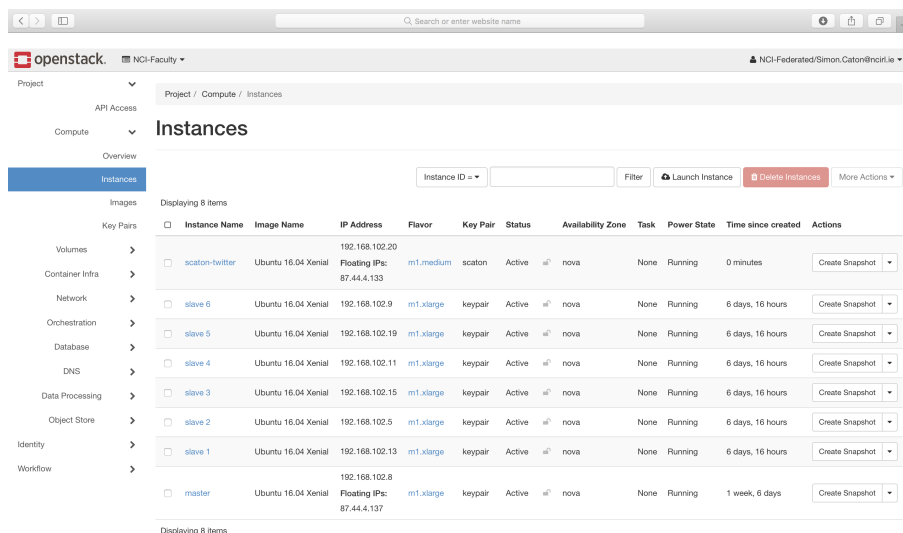 Search or enter website name
openstack. NCI-Faculty NCI-Federated/Simon.Caton@ncirl.ie
Project
API Access
Compute
Overview
Instances
Images
Key Pairs
Volumes
Container Infra
Network
Orchestration
Database
DNS
Data Processing
Object Store
Identity
Workflow
Project / Compute / Instances
Instances
Instance ID = Filter Launch Instance Delete Instances More Actions
Displaying 8 items
Instance Name Image Name IP Address Flavor Key Pair Status Availability Zone Task Power State Time since created Actions
192.168.102.20
scaton-twitter Ubuntu 16.04 Xenial Floating IPs: m1.medium scaton Active nova None Running 0 minutes Create Snapshot
87.44.4.133
slave 6 Ubuntu 16.04 Xenial 192.168.102.9 m1.xlarge keypair Active nova None Running 6 days, 16 hours Create Snapshot
slave 5 Ubuntu 16.04 Xenial 192.168.102.19 m1.xlarge keypair Active nova None Running 6 days, 16 hours Create Snapshot
slave 4 Ubuntu 16.04 Xenial 192.168.102.11 m1.xlarge keypair Active nova None Running 6 days, 16 hours Create Snapshot
slave 3 Ubuntu 16.04 Xenial 192.168.102.15 m1.xlarge keypair Active nova None Running 6 days, 16 hours Create Snapshot
slave 2 Ubuntu 16.04 Xenial 192.168.102.5 m1.xlarge keypair Active nova None Running 6 days, 16 hours Create Snapshot
slave 1 Ubuntu 16.04 Xenial 192.168.102.13 m1.xlarge keypair Active nova None Running 6 days, 16 hours Create Snapshot
192.168.102.8
master Ubuntu 16.04 Xenial Floating IPs: m1.xlarge keypair Active nova None Running 1 week, 6 days Create Snapshot
87.44.4.137
Displaying 8 items